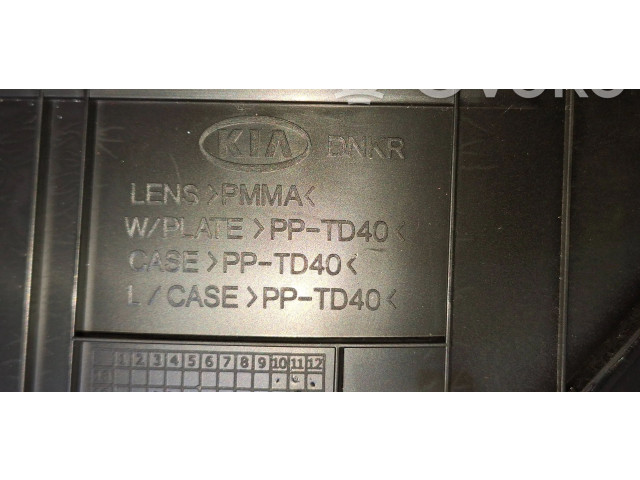 KIA DNKR
LENS >PMMA<
W/PLATE >PP-TD40<
CASE >PP-TD40<
L/CASE >PP-TD40<
1 2 3 4 5 6 7 8 9 10 11 12